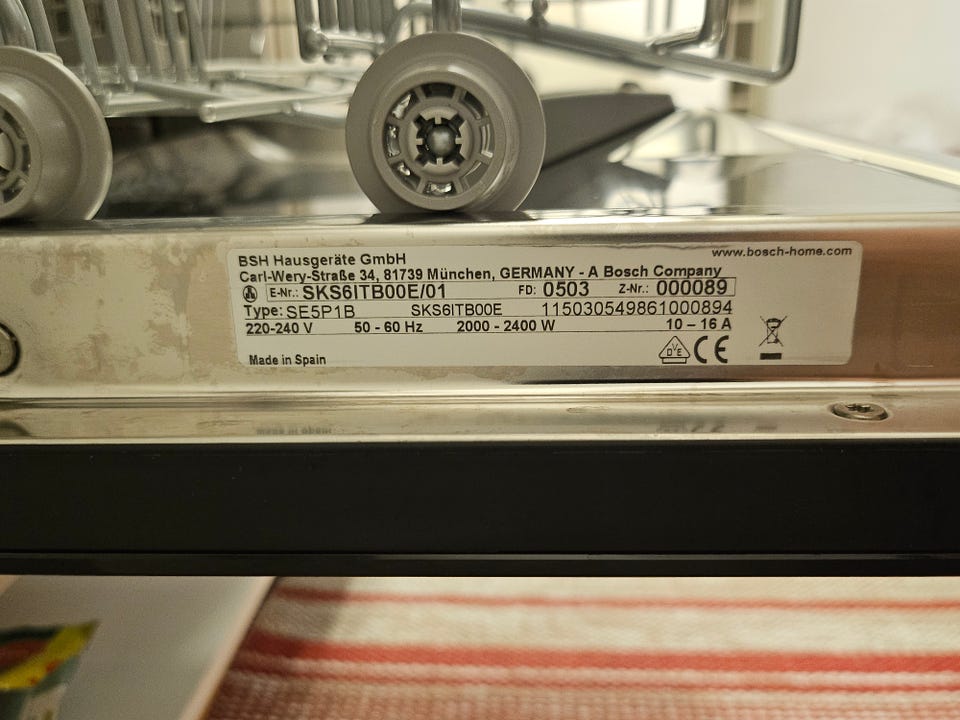 BSH Hausgeräte GmbH www.bosch-home.com
Carl-Wery-Straße 34, 81739 München, GERMANY - A Bosch Company
E-Nr.: SKS6ITB00E/01 FD: 0503 Z-Nr.: 000089
Type: SE5P1B SKS6ITB00E 115030549861000894
220-240 V 50 - 60 Hz 2000 - 2400 W 10 – 16 A
DVE CE
Made in Spain